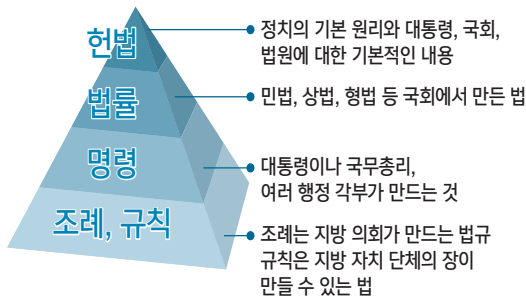 헌법
정치의 기본 원리와 대통령, 국회,
법원에 대한 기본적인 내용
법률
민법, 상법, 형법 등 국회에서 만든 법
명령
대통령이나 국무총리,
여러 행정 각부가 만드는 것
조례, 규칙
조례는 지방 의회가 만드는 법규
규칙은 지방 자치 단체의 장이
만들 수 있는 법